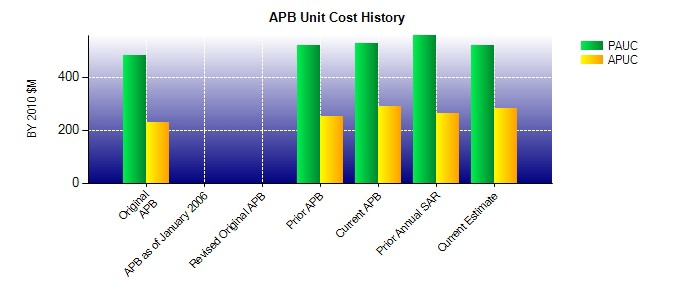 APB Unit Cost History
PAUC
APUC
BY 2010 $M
400
200
0
Original
APB
APB as of January 2006
Revised Original APB
Prior APB
Current APB
Prior Annual SAR
Current Estimate